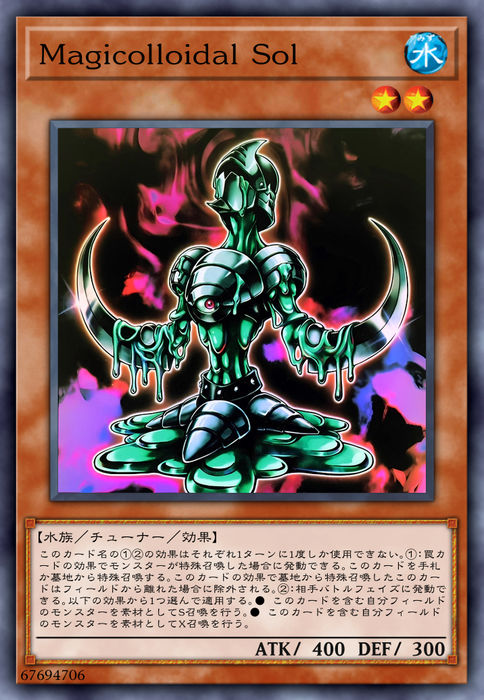 Magicolloidal Sol
みず
水
【水族／チューナー／効果】
このカード名の①②の効果はそれぞれ1ターンに1度しか使用できない。①:罠カ
ードの効果でモンスターが特殊召喚した場合に発動できる。このカードを手札
か墓地から特殊召喚する。このカードの効果で墓地から特殊召喚したこのカー
ドはフィールドから離れた場合に除外される。②:相手バトルフェイズに発動で
きる。以下の効果から1つ選んで適用する。● このカードを含む自分フィールド
のモンスターを素材としてS召喚を行う。● このカードを含む自分フィールド
のモンスターを素材としてX召喚を行う。
ATK/ 400 DEF/ 300
67694706